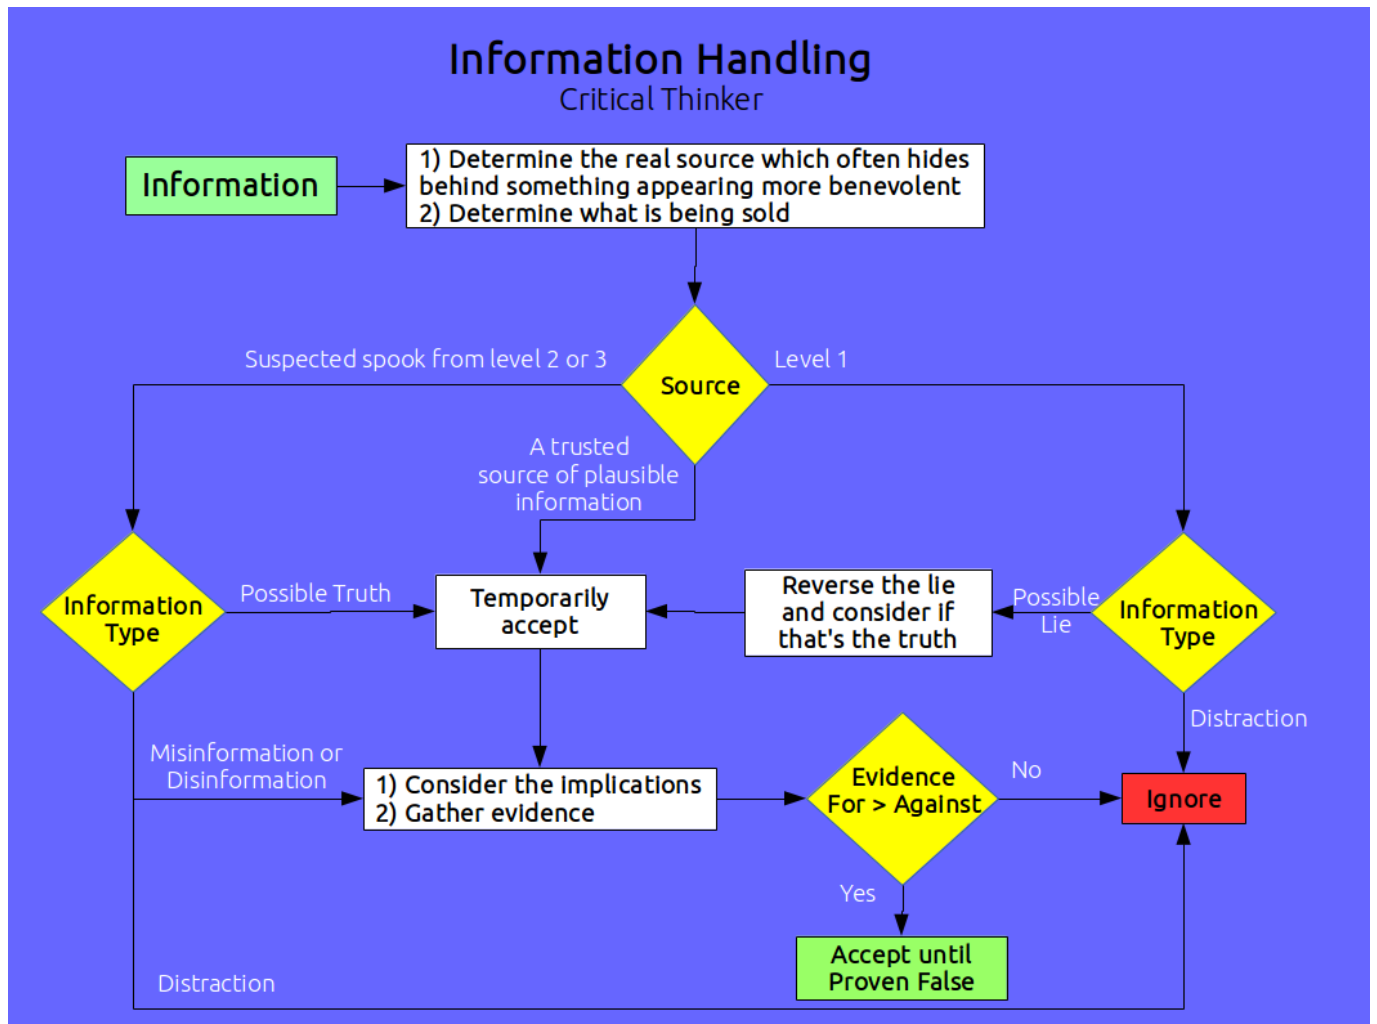 Information Handling
Critical Thinker
Information
1) Determine the real source which often hides
behind something appearing more benevolent
2) Determine what is being sold
Suspected spook from level 2 or 3
Source
Level 1
A trusted
source of plausible
information
Information
Type
Possible Truth
Temporarily
accept
Reverse the lie
and consider if
that's the truth
Possible
Lie
Information
Type
Distraction
Misinformation or
Disinformation
1) Consider the implications
2) Gather evidence
Evidence
For > Against
No
Ignore
Yes
Accept until
Proven False
Distraction